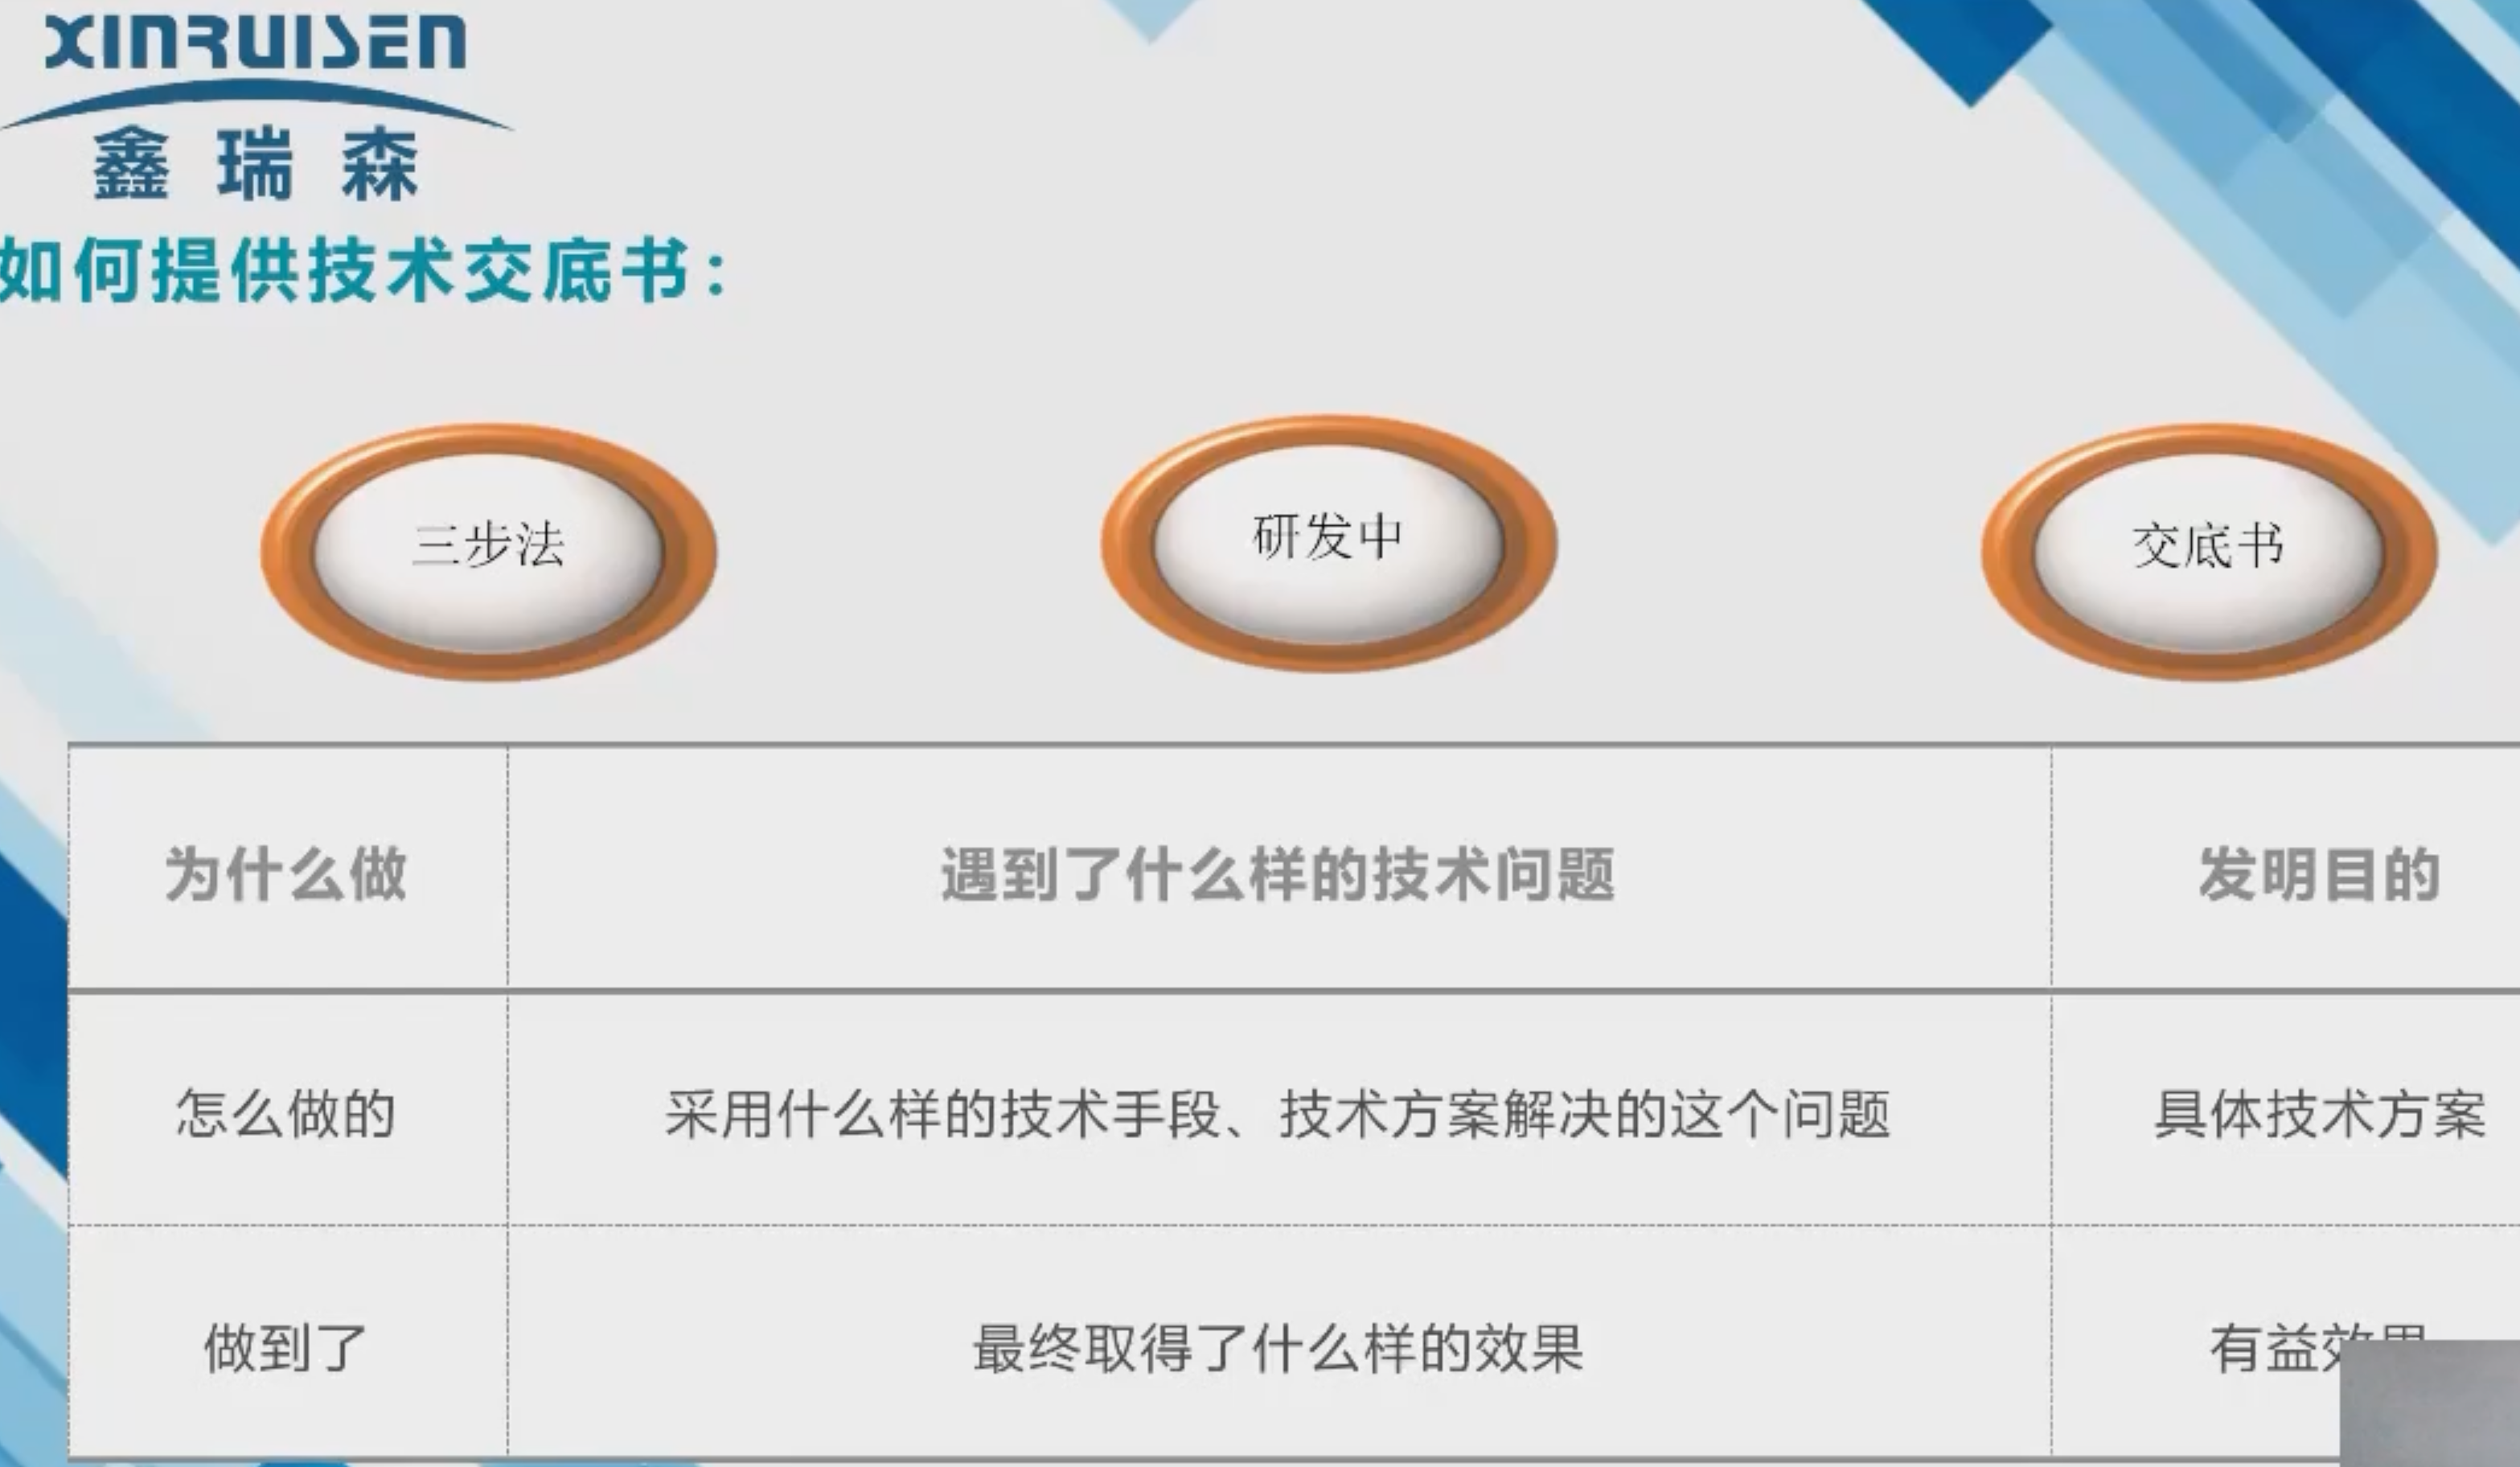 XINRUISEN
鑫瑞森
如何提供技术交底书：
三步法
研发中
交底书
为什么做
遇到了什么样的技术问题
发明目的
怎么做的
采用什么样的技术手段、技术方案解决的这个问题
具体技术方案
做到了
最终取得了什么样的效果
有益效果